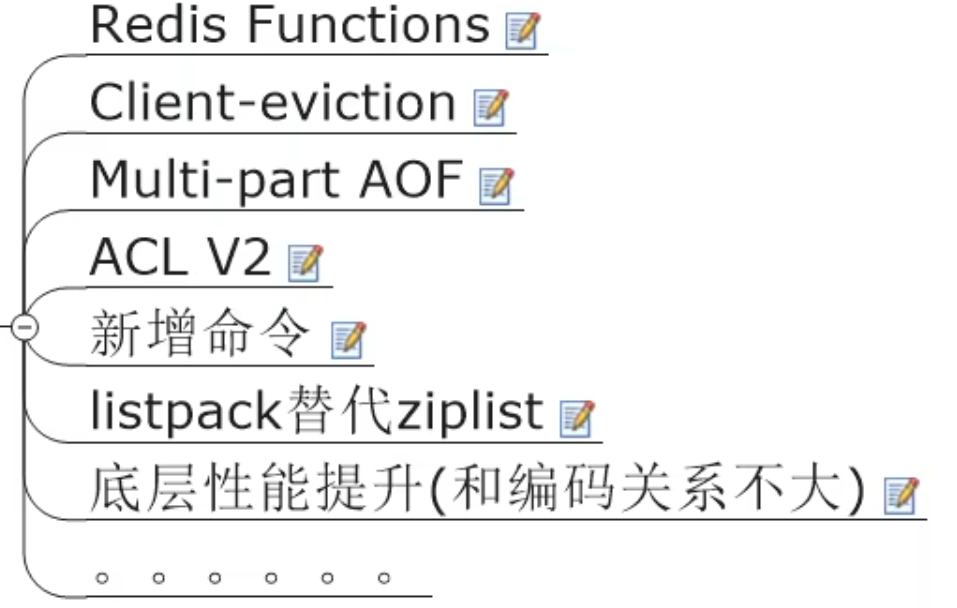 Redis Functions
Client-eviction
Multi-part AOF
ACL V2
新增命令
listpack替代ziplist
底层性能提升(和编码关系不大)
。。。。。。